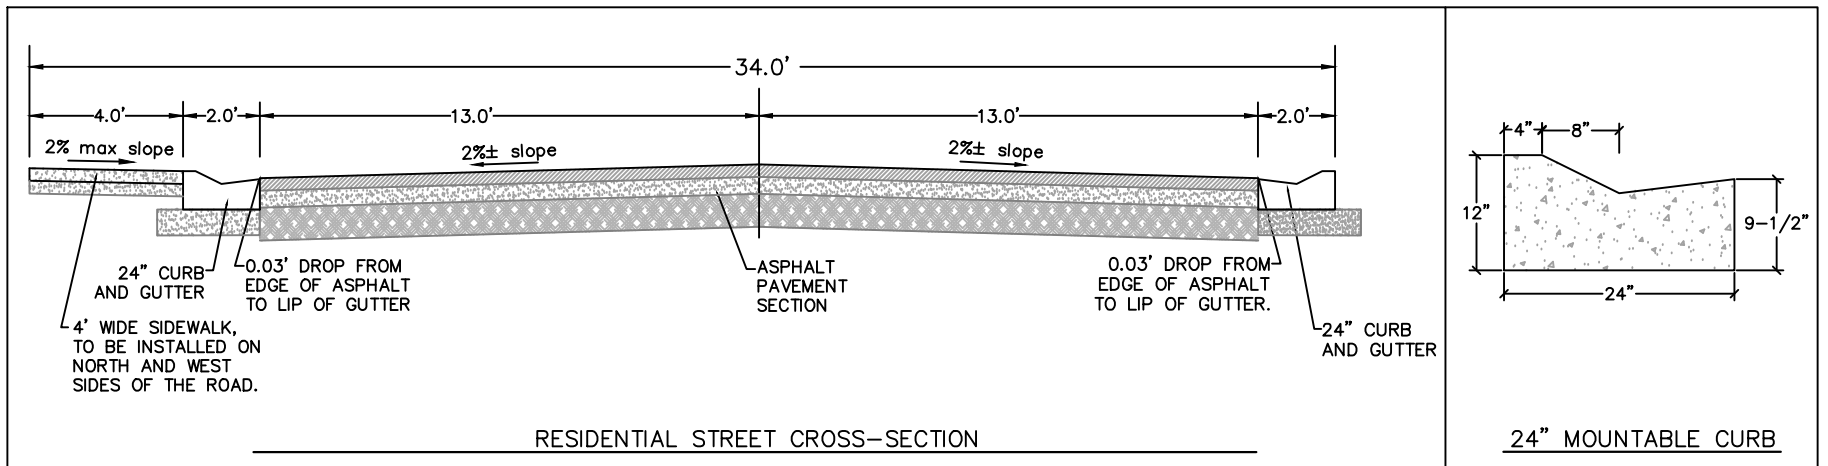 34.0'
4.0'
2.0'
13.0'
13.0'
2.0'
2% max slope
2%± slope
2%± slope
24" CURB
AND GUTTER
0.03' DROP FROM
EDGE OF ASPHALT
TO LIP OF GUTTER
ASPHALT
PAVEMENT
SECTION
0.03' DROP FROM
EDGE OF ASPHALT
TO LIP OF GUTTER.
4' WIDE SIDEWALK,
TO BE INSTALLED ON
NORTH AND WEST
SIDES OF THE ROAD.
24" CURB
AND GUTTER
RESIDENTIAL STREET CROSS-SECTION
4"
8"
12"
9-1/2"
24"
24" MOUNTABLE CURB